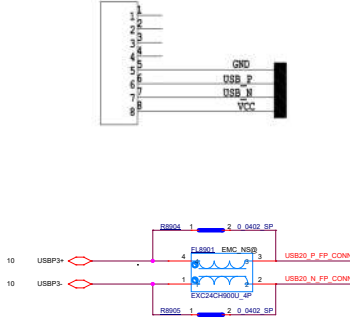 1 1
2 2
3 3
4 4
5 5 GND
6 6 USB_P
7 7 USB_N
8 8 VCC
R8904 1 2 0_0402_SP
FL8901 EMC_NS@
10 USBP3+ 4 3 USB20_P_FP_CONN
10 USBP3- 1 2 USB20_N_FP_CONN
EXC24CH900U_4P
R8905 1 2 0_0402_SP